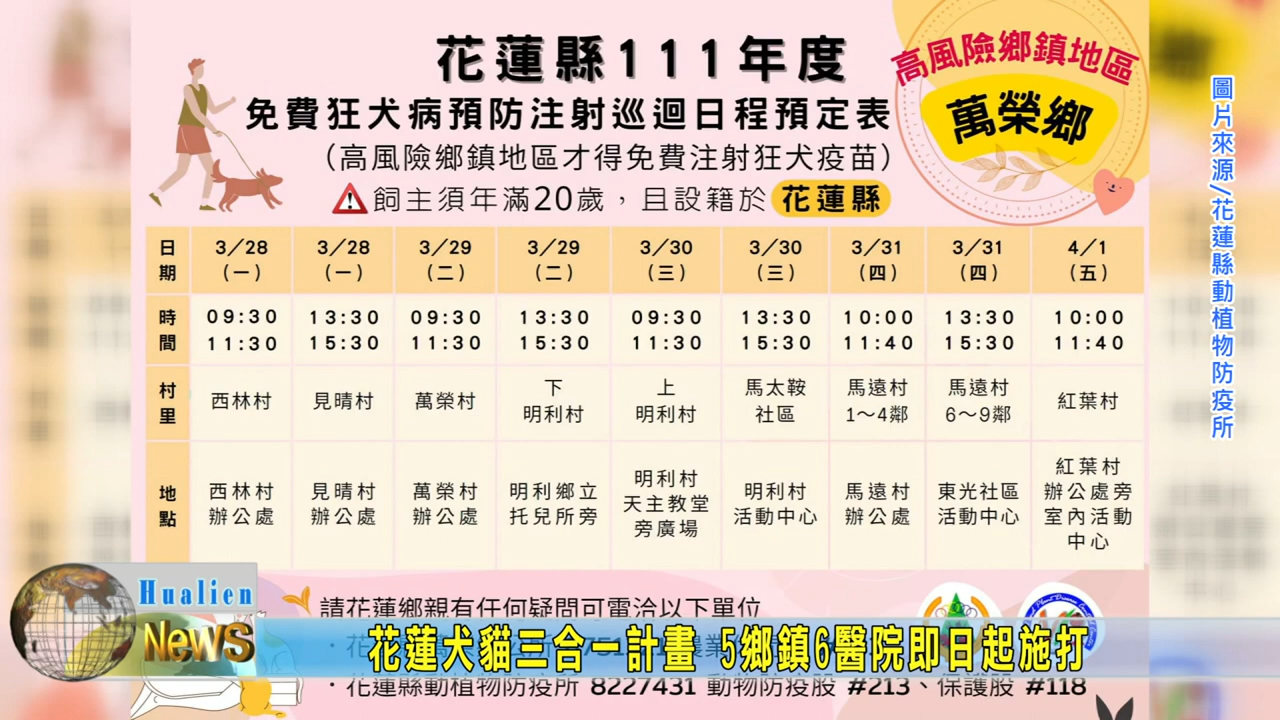 花蓮縣111年度
免費狂犬病預防注射巡迴日程預定表
(高風險鄉鎮地區才得免費注射狂犬疫苗)
飼主須年滿20歲，且設籍於 花蓮縣
高風險鄉鎮地區
萬榮鄉
圖片來源/花蓮縣動植物防疫所
日期 3/28 (一) 3/28 (一) 3/29 (二) 3/29 (二) 3/30 (三) 3/30 (三) 3/31 (四) 3/31 (四) 4/1 (五)
時間 09:30 11:30 13:30 15:30 09:30 11:30 13:30 15:30 09:30 11:30 13:30 15:30 10:00 11:40 13:30 15:30 10:00 11:40
村里 西林村 見晴村 萬榮村 下明利村 上明利村 馬太鞍社區 馬遠村1～4鄰 馬遠村6～9鄰 紅葉村
地點 西林村辦公處 見晴村辦公處 萬榮村辦公處 明利鄉立托兒所旁 明利村天主教堂旁廣場 明利村活動中心 馬遠村辦公處 東光社區活動中心 紅葉村辦公處旁室內活動中心
請花蓮鄉親有任何疑問可電洽以下單位
Hualien
News
花蓮犬貓三合一計畫 5鄉鎮6醫院即日起施打
·花蓮縣動植物防疫所 8227431 動物防疫股 #213、保護股 #118